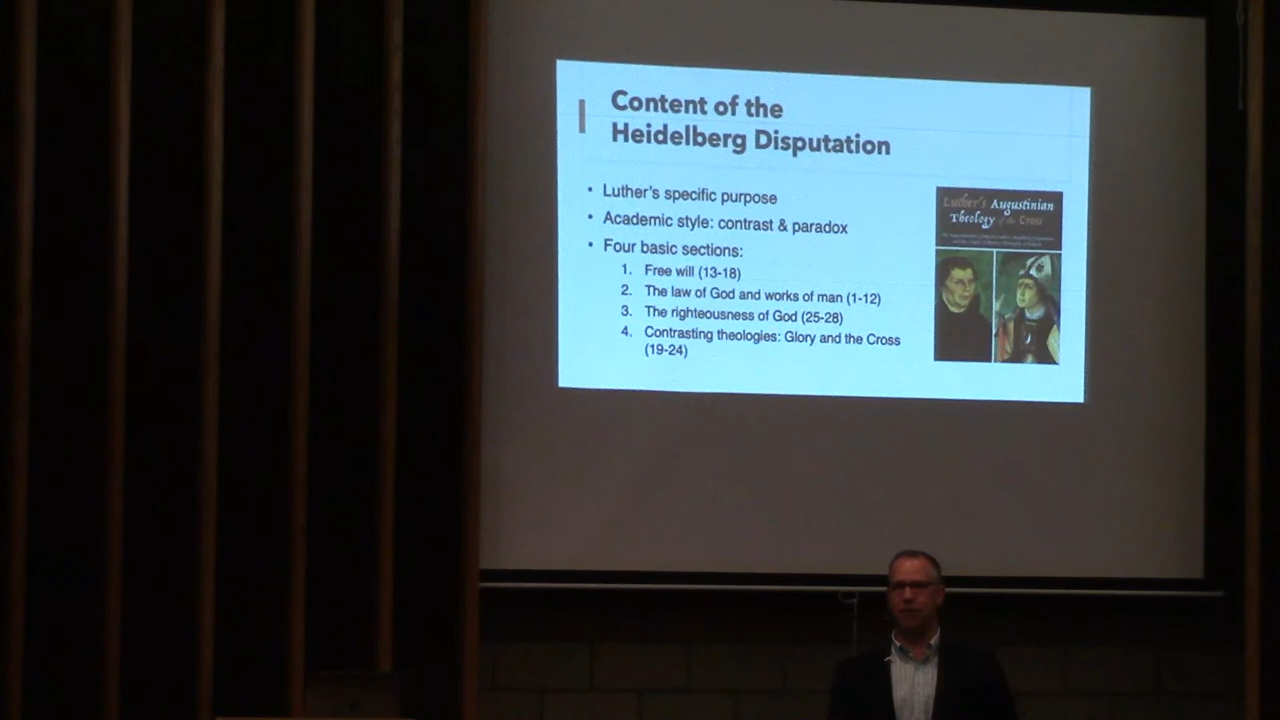 Content of the
Heidelberg Disputation
• Luther's specific purpose
• Academic style: contrast & paradox
• Four basic sections:
1. Free will (13-18)
2. The law of God and works of man (1-12)
3. The righteousness of God (25-28)
4. Contrasting theologies: Glory and the Cross
(19-24)
Luther's Augustinian
Theology of the Cross